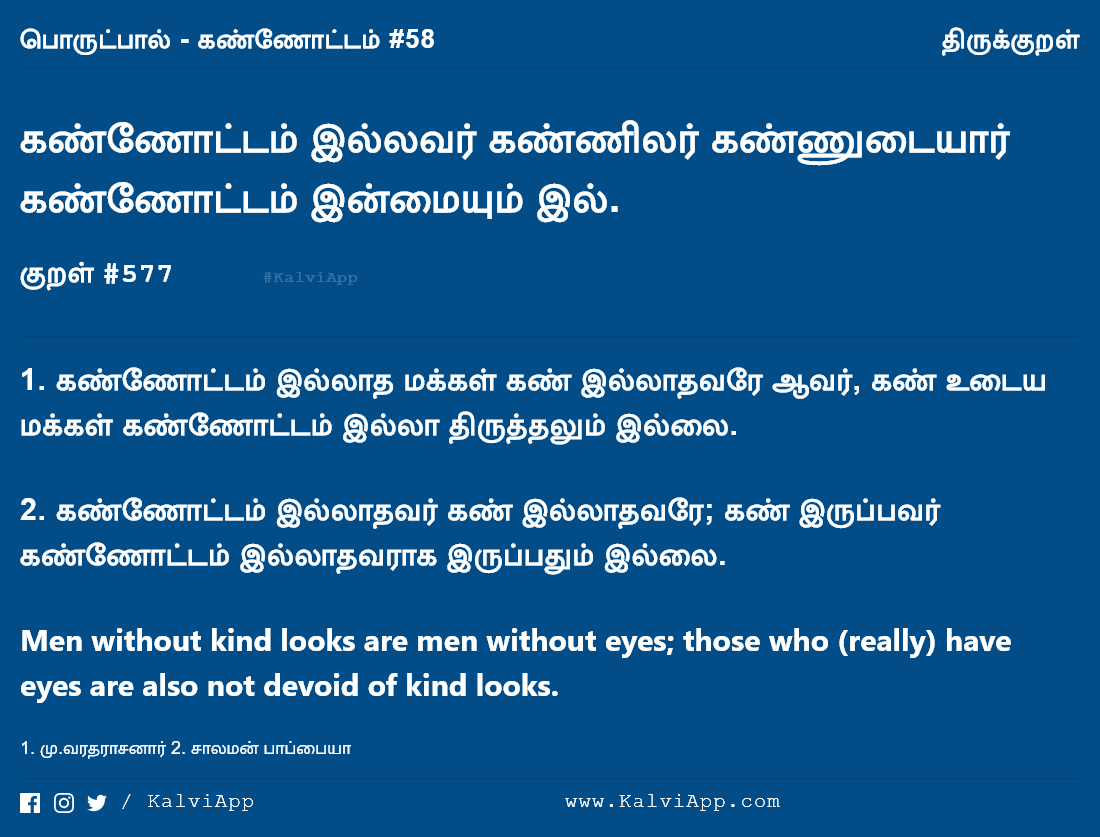 பொருட்பால் - கண்ணோட்டம் #58
திருக்குறள்
கண்ணோட்டம் இல்லவர் கண்ணிலர் கண்ணுடையார்
கண்ணோட்டம் இன்மையும் இல்.
குறள் #577
#KalviApp
1. கண்ணோட்டம் இல்லாத மக்கள் கண் இல்லாதவரே ஆவர், கண் உடைய
மக்கள் கண்ணோட்டம் இல்லா திருத்தலும் இல்லை.
2. கண்ணோட்டம் இல்லாதவர் கண் இல்லாதவரே; கண் இருப்பவர்
கண்ணோட்டம் இல்லாதவராக இருப்பதும் இல்லை.
Men without kind looks are men without eyes; those who (really) have
eyes are also not devoid of kind looks.
1. மு.வரதராசனார் 2. சாலமன் பாப்பையா
/ KalviApp
www.KalviApp.com